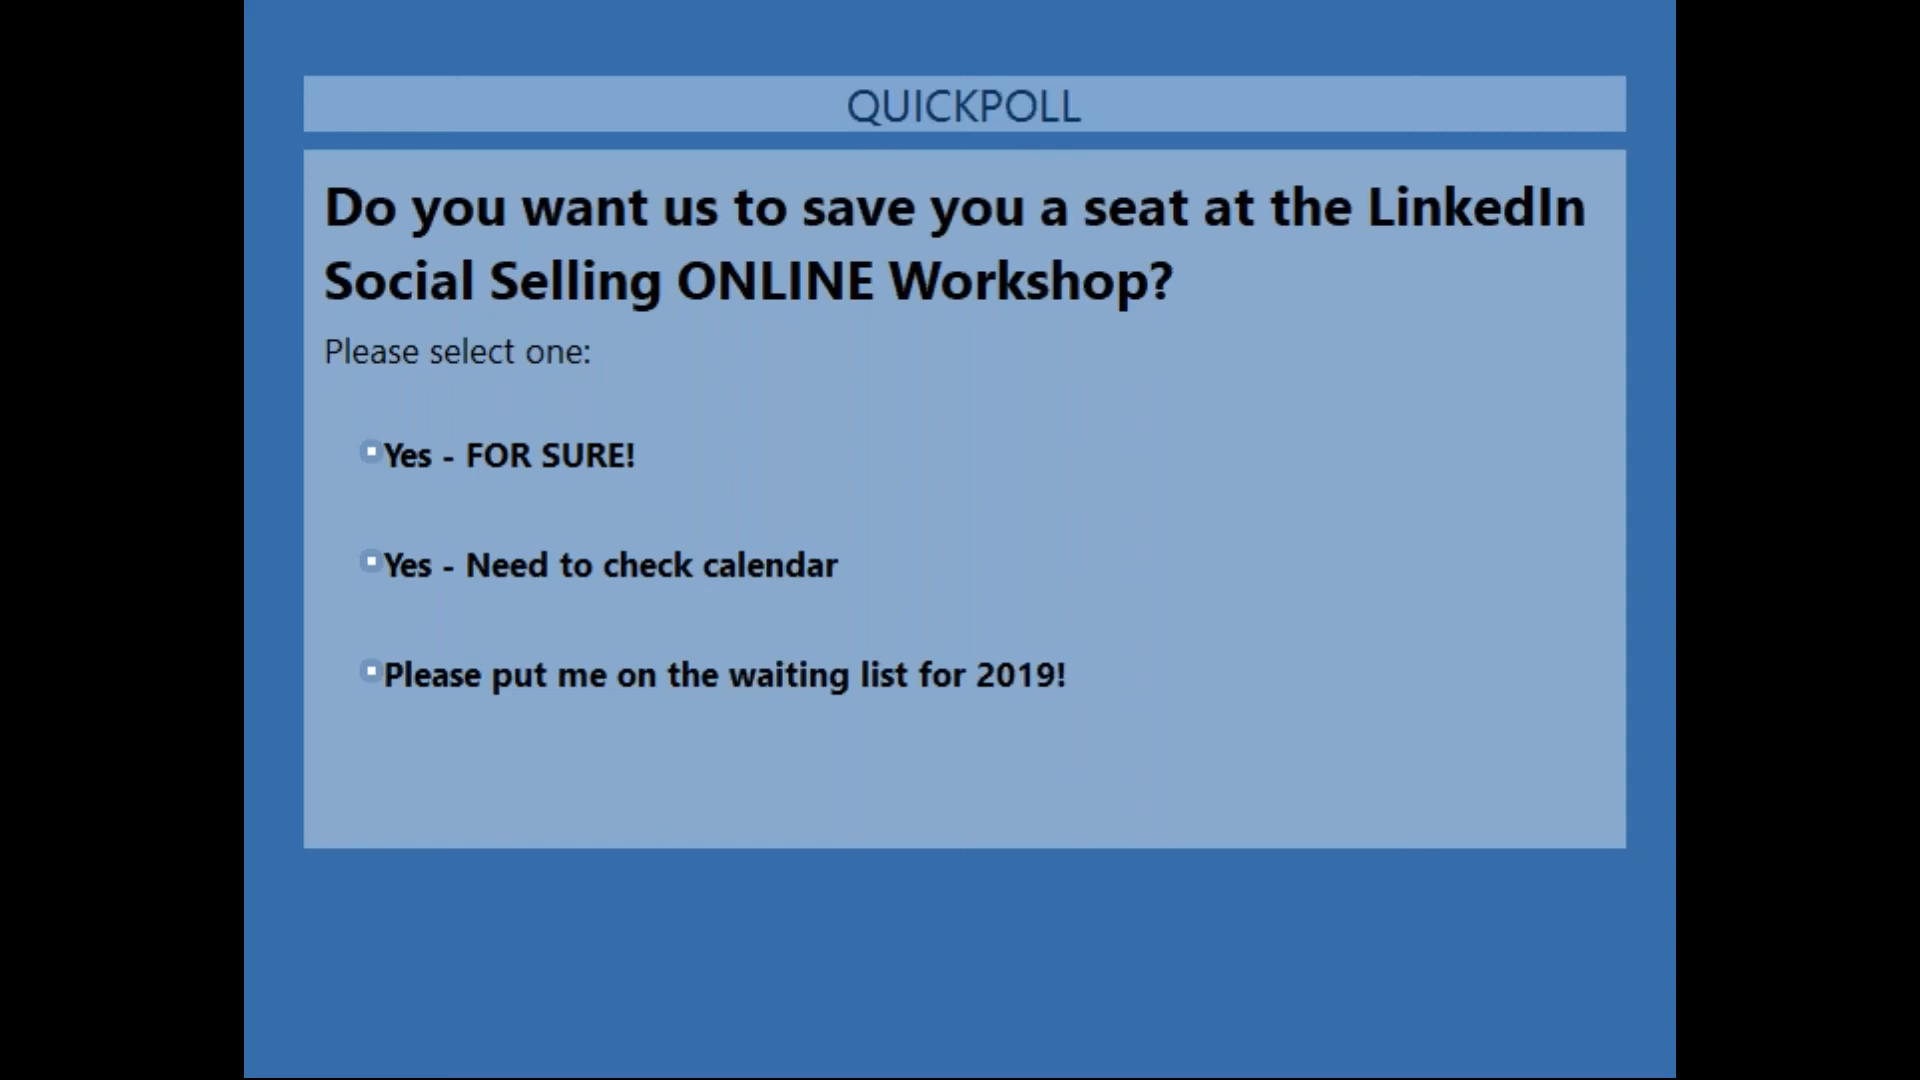 QUICKPOLL
Do you want us to save you a seat at the LinkedIn
Social Selling ONLINE Workshop?
Please select one:
Yes - FOR SURE!
Yes - Need to check calendar
Please put me on the waiting list for 2019!